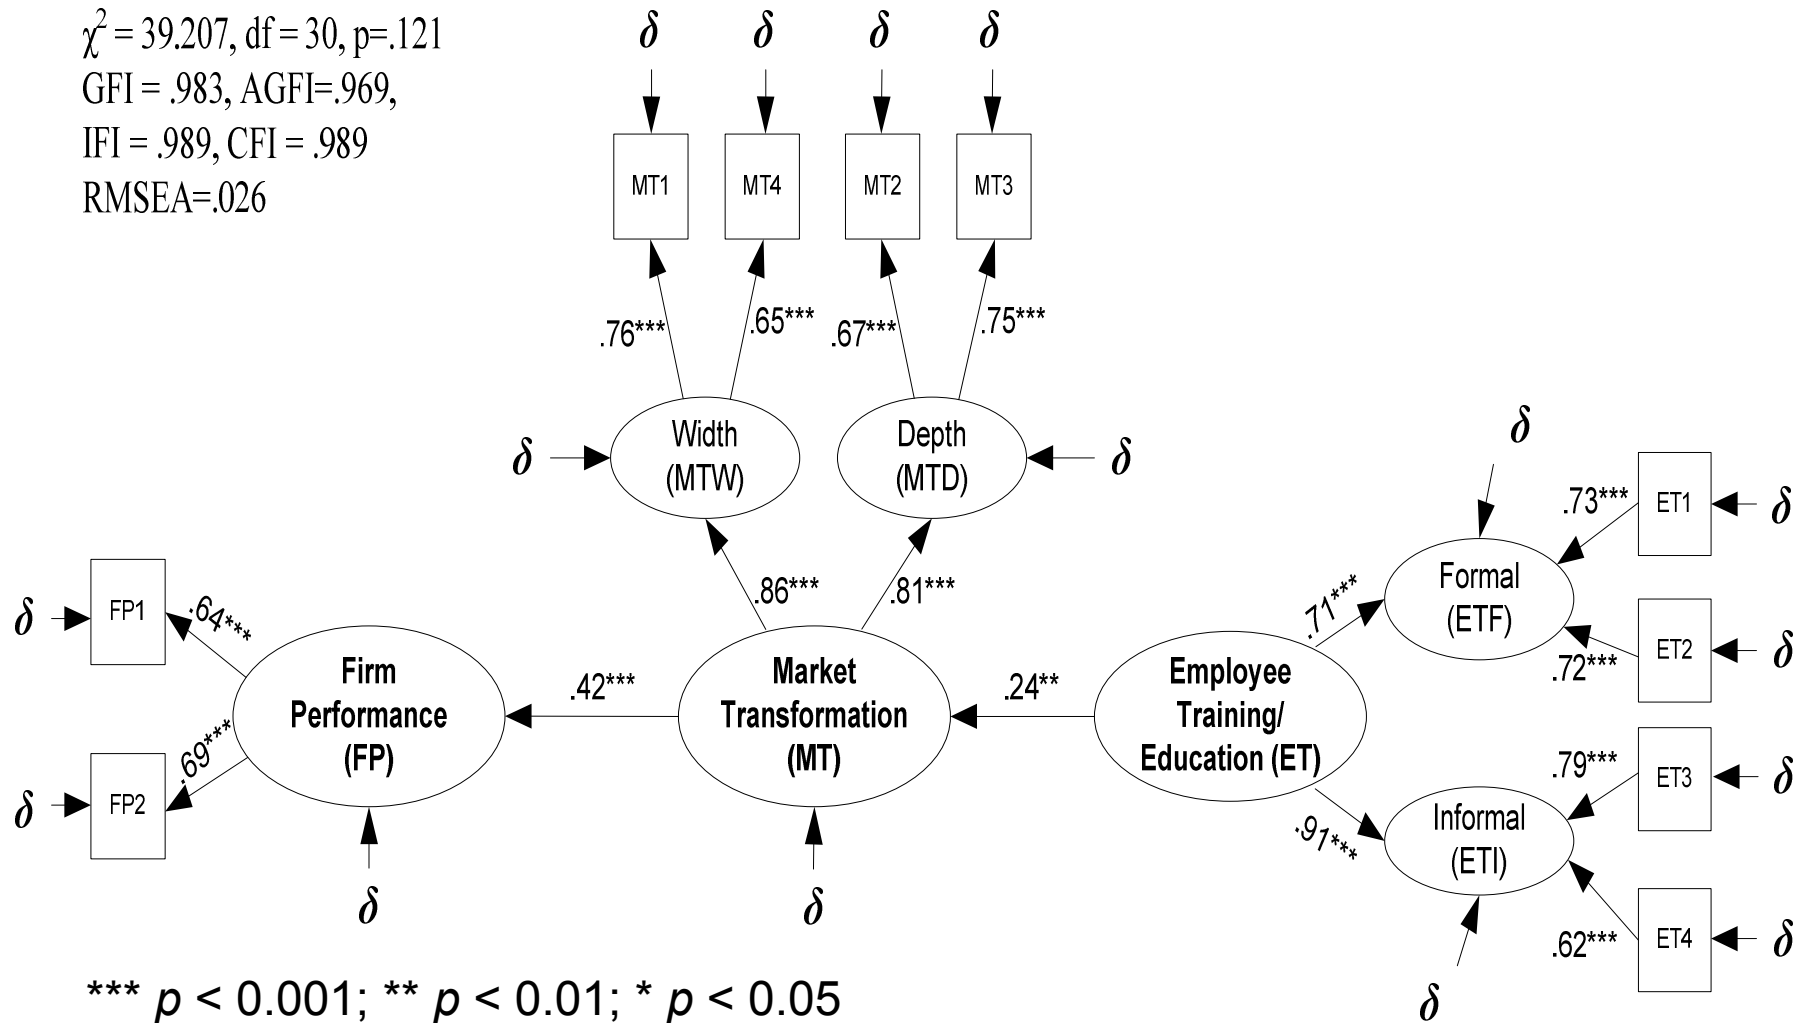 χ² = 39.207, df = 30, p=.121
GFI = .983, AGFI=.969,
IFI = .989, CFI = .989
RMSEA=.026
δ δ δ δ
MT1 MT4 MT2 MT3
.76*** .65*** .67*** .75***
δ
Width
(MTW)
Depth
(MTD)
δ
δ
.73***
ET1
δ
Formal
(ETF)
.86***
.81***
.71***
.72***
ET2
δ
δ
FP1
.64***
Firm
Performance
(FP)
.42***
Market
Transformation
(MT)
.24**
Employee
Training/
Education (ET)
.69***
δ
FP2
.79***
ET3
δ
Informal
(ETI)
.91***
.62***
ET4
δ
δ
δ
δ
*** p < 0.001; ** p < 0.01; * p < 0.05